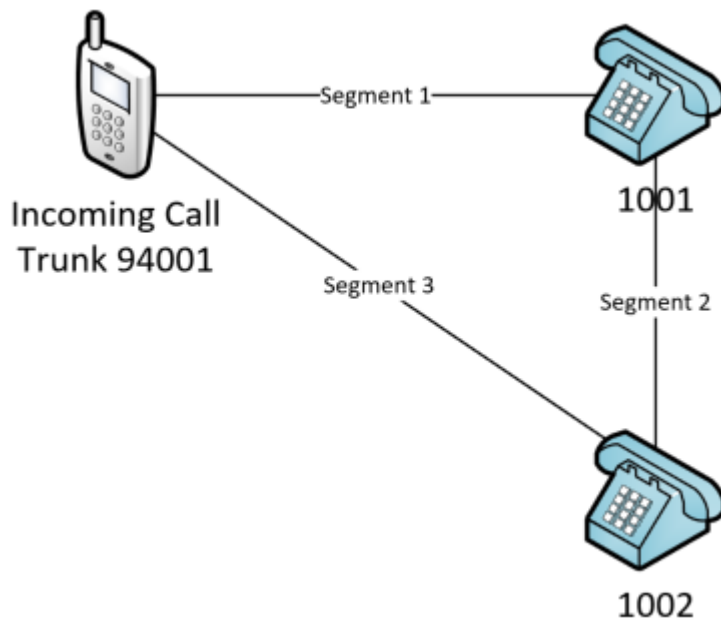 Segment 1
1001
Incoming Call
Trunk 94001
Segment 3
Segment 2
1002